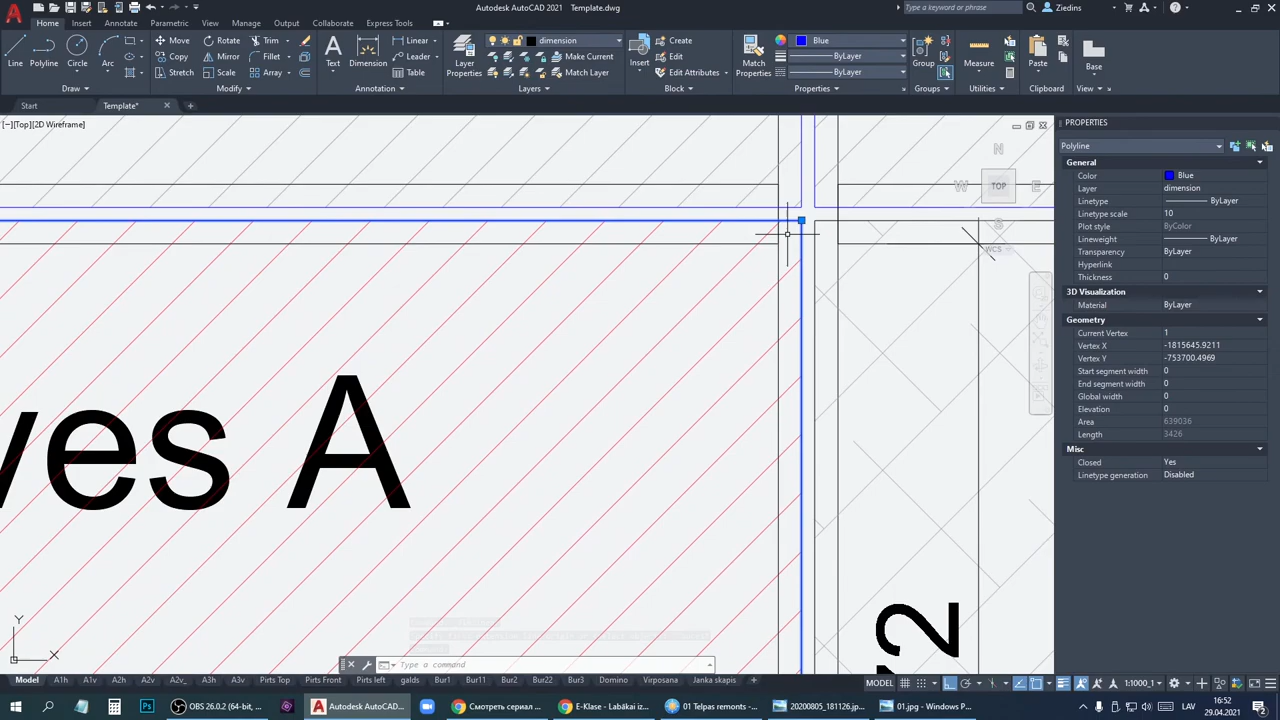 Autodesk AutoCAD 2021 Template.dwg
Type a keyword or phrase
Ziedins
Home Insert Annotate Parametric View Manage Output Collaborate Express Tools
Line Polyline Circle Arc
Move Rotate Trim
Copy Mirror Fillet
Stretch Scale Array
Text Dimension
Linear
Leader
Table
Layer Properties
dimension
Make Current
Match Layer
Insert
Create
Edit
Edit Attributes
Match Properties
Blue
ByLayer
ByLayer
Group
Measure
Paste
Base
Draw Modify Annotation Layers Block Properties Groups Utilities Clipboard View
Start Template*
[−][Top][2D Wireframe]
N
W TOP E
S
WCS
ves A
2
Y
X
PROPERTIES
Polyline
General
Color Blue
Layer dimension
Linetype ByLayer
Linetype scale 10
Plot style ByColor
Lineweight ByLayer
Transparency ByLayer
Hyperlink
Thickness 0
3D Visualization
Material ByLayer
Geometry
Current Vertex 1
Vertex X -1815645.9211
Vertex Y -753700.4969
Start segment width 0
End segment width 0
Global width 0
Elevation 0
Area 639036
Length 3426
Misc
Closed Yes
Linetype generation Disabled
Type a command
Model A1h A1v A2h A2v A2v_ A3h A3v Pirts Top Pirts Front Pirts left galds Bur1 Bur11 Bur2 Bur22 Bur3 Domino Virposana Janka skapis
MODEL 1:1000_1
OBS 26.0.2 (64-bit, ... Autodesk AutoCAD... Смотреть сериал ... E-Klase - Labākai iz... 01 Telpas remonts -... 20200805_181126.jp... 01.jpg - Windows P...
LAV 16:52
29.04.2021